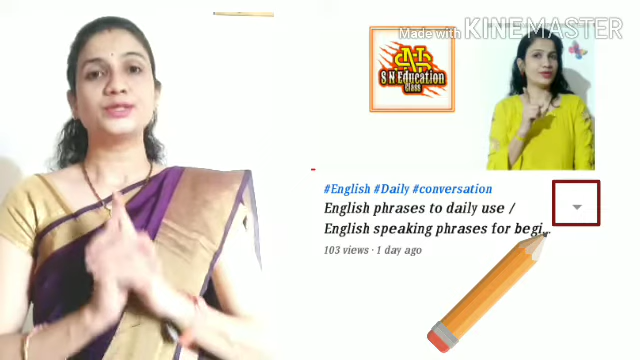 Made with KINEMASTER
S N Education
Class
#English #Daily #conversation
English phrases to daily use /
English speaking phrases for begi..
103 views · 1 day ago